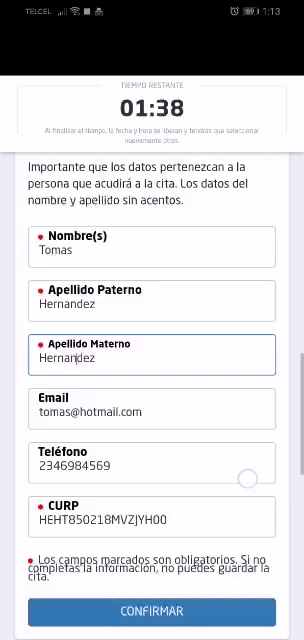 TELCEL 69 1:13
TIEMPO RESTANTE
01:38
Al finalizar el tiempo, la fecha y hora se liberan y tendrás que seleccionar
nuevamente otras.
Importante que los datos pertenezcan a la
persona que acudirá a la cita. Los datos del
nombre y apellido sin acentos.
Nombre(s)
Tomas
Apellido Paterno
Hernandez
Apellido Materno
Hernandez
Email
tomas@hotmail.com
Teléfono
2346984569
CURP
HEHT850218MVZJYH00
Los campos marcados son obligatorios. Si no
completas la información, no puedes guardar la
cita.
CONFIRMAR